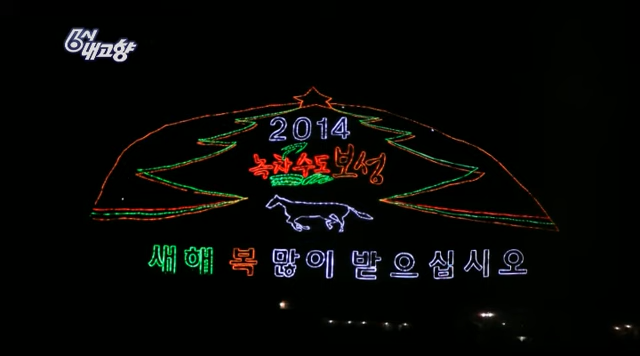 6시
내고향
2014
녹차수도 보성
새해 복 많이 받으십시오